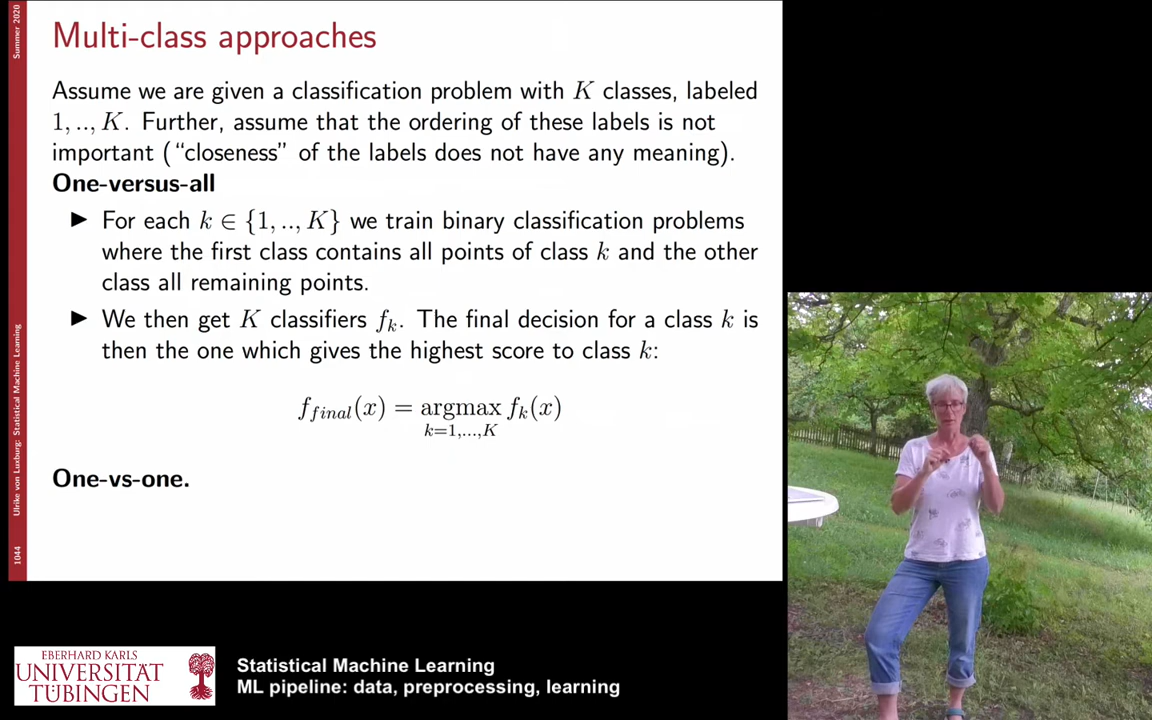 Summer 2020
Multi-class approaches
Assume we are given a classification problem with K classes, labeled
1, .., K. Further, assume that the ordering of these labels is not
important (“closeness” of the labels does not have any meaning).
One-versus-all
▶ For each k ∈ {1, .., K} we train binary classification problems
where the first class contains all points of class k and the other
class all remaining points.
▶ We then get K classifiers f_k. The final decision for a class k is
then the one which gives the highest score to class k:
f_final(x) = argmax f_k(x)
k=1,...,K
One-vs-one.
Ulrike von Luxburg: Statistical Machine Learning
1044
EBERHARD KARLS
UNIVERSITÄT
TÜBINGEN
Statistical Machine Learning
ML pipeline: data, preprocessing, learning